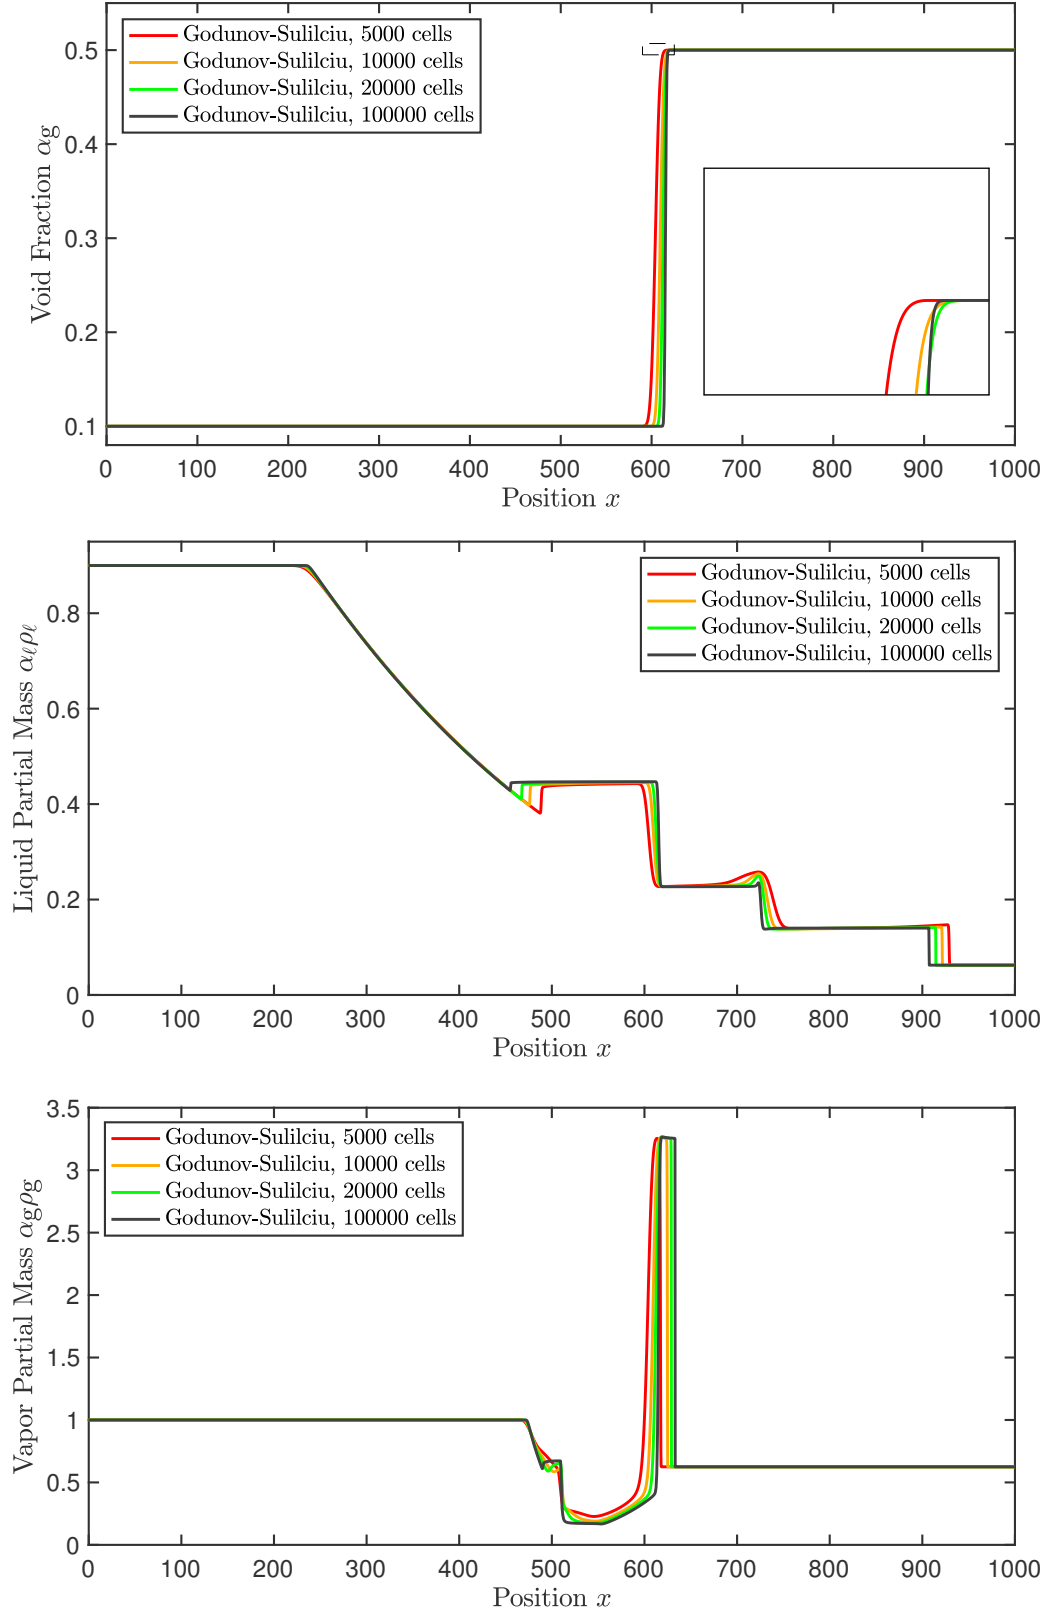 Godunov-Sulilciu, 5000 cells
Godunov-Sulilciu, 10000 cells
Godunov-Sulilciu, 20000 cells
Godunov-Sulilciu, 100000 cells
0.5
0.4
0.3
0.2
0.1
Void Fraction αg
0 100 200 300 400 500 600 700 800 900 1000
Position x
Godunov-Sulilciu, 5000 cells
Godunov-Sulilciu, 10000 cells
Godunov-Sulilciu, 20000 cells
Godunov-Sulilciu, 100000 cells
0.8
0.6
0.4
0.2
0
Liquid Partial Mass αℓρℓ
0 100 200 300 400 500 600 700 800 900 1000
Position x
Godunov-Sulilciu, 5000 cells
Godunov-Sulilciu, 10000 cells
Godunov-Sulilciu, 20000 cells
Godunov-Sulilciu, 100000 cells
3.5
3
2.5
2
1.5
1
0.5
0
Vapor Partial Mass αgρg
0 100 200 300 400 500 600 700 800 900 1000
Position x